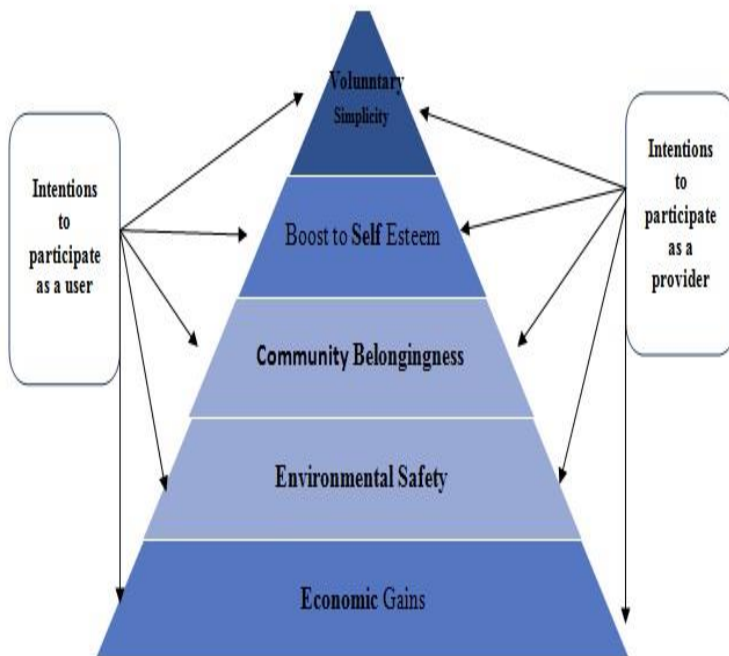 Volunntary
Simplicity
Intentions
to
participate
as a user
Intentions
to
participate
as a
provider
Boost to Self Esteem
Community Belongingness
Environmental Safety
Economic Gains